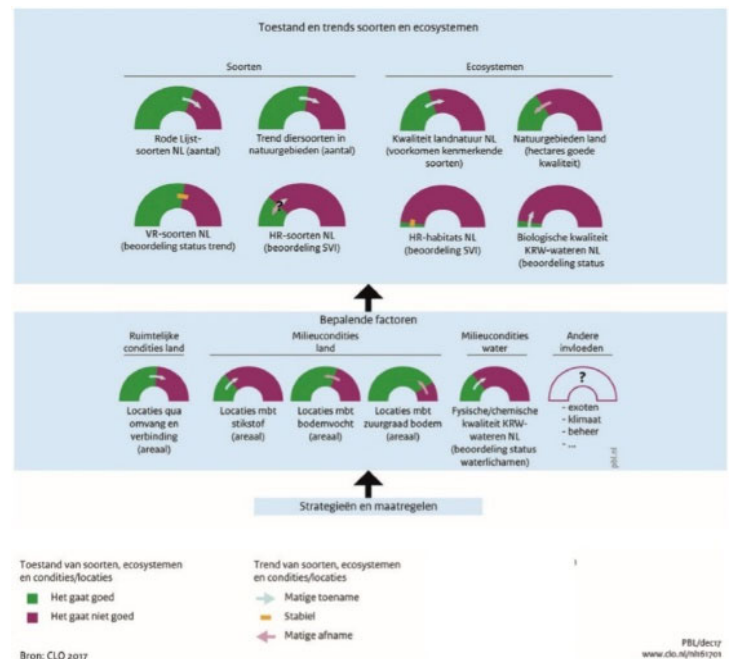 Toestand en trends soorten en ecosystemen
Soorten
Ecosystemen
Rode Lijst-
soorten NL (aantal)
Trend diersoorten in
natuurgebieden (aantal)
Kwaliteit landnatuur NL
(voorkomen kenmerkende
soorten)
Natuurgebieden land
(hectares goede
kwaliteit)
VR-soorten NL
(beoordeling status trend)
?
HR-soorten NL
(beoordeling SVI)
HR-habitats NL
(beoordeling SVI)
Biologische kwaliteit
KRW-wateren NL
(beoordeling status
Bepalende factoren
Ruimtelijke
condities land
Milieucondities
land
Milieucondities
water
Andere
invloeden
Locaties qua
omvang en
verbinding
(areaal)
Locaties mbt
stikstof
(areaal)
Locaties mbt
bodemvocht
(areaal)
Locaties mbt
zuurgraad bodem
(areaal)
Fysische/chemische
kwaliteit KRW-
wateren NL
(beoordeling status
waterlichamen)
?
- exoten
- klimaat
- beheer
- ...
pbl.nl
Strategieën en maatregelen
Toestand van soorten, ecosystemen
en condities/locaties
Het gaat goed
Het gaat niet goed
Trend van soorten, ecosystemen
en condities/locaties
Matige toename
Stabiel
Matige afname
Bron: CLO 2017
PBL/dec17
www.clo.nl/nl161701